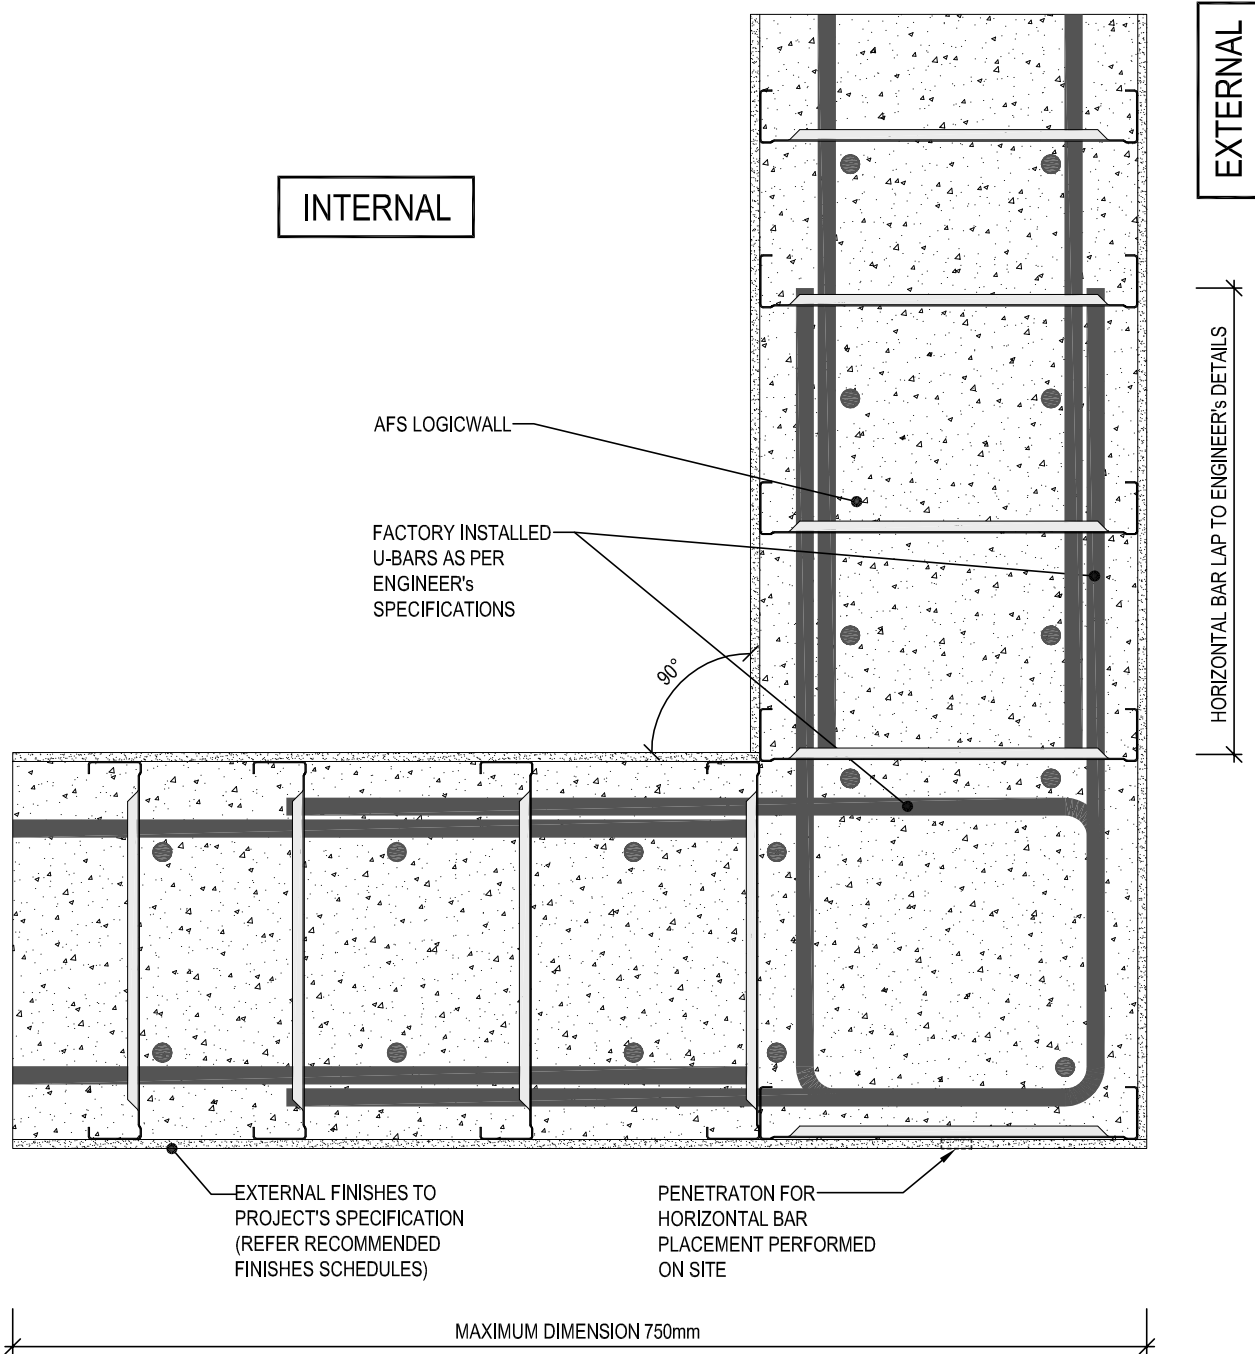 EXTERNAL
INTERNAL
AFS LOGICWALL
FACTORY INSTALLED
U-BARS AS PER
ENGINEER's
SPECIFICATIONS
90°
HORIZONTAL BAR LAP TO ENGINEER's DETAILS
EXTERNAL FINISHES TO
PROJECT'S SPECIFICATION
(REFER RECOMMENDED
FINISHES SCHEDULES)
PENETRATON FOR
HORIZONTAL BAR
PLACEMENT PERFORMED
ON SITE
MAXIMUM DIMENSION 750mm